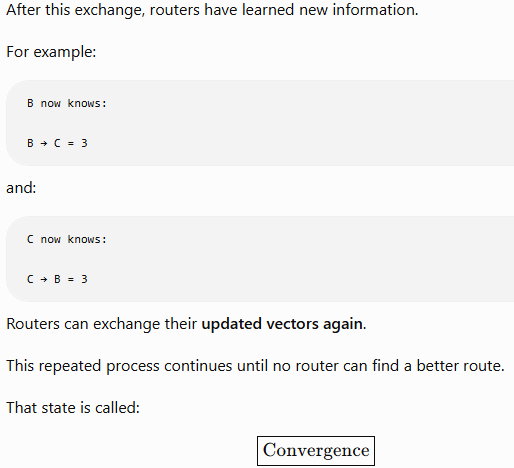 After this exchange, routers have learned new information.
For example:
B now knows:
B → C = 3
and:
C now knows:
C → B = 3
Routers can exchange their updated vectors again.
This repeated process continues until no router can find a better route.
That state is called:
Convergence